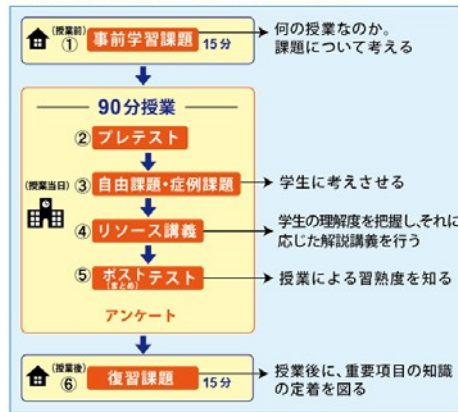 (授業前)
① 事前学習課題 15分
何の授業なのか。
課題について考える
90分授業
② プレテスト
(授業当日)
③ 自由課題・症例課題
学生に考えさせる
④ リソース講義
学生の理解度を把握し、それに
応じた解説講義を行う
⑤ ポストテスト
(まとめ)
授業による習熟度を知る
アンケート
(授業後)
⑥ 復習課題 15分
授業後に、重要項目の知識
の定着を図る